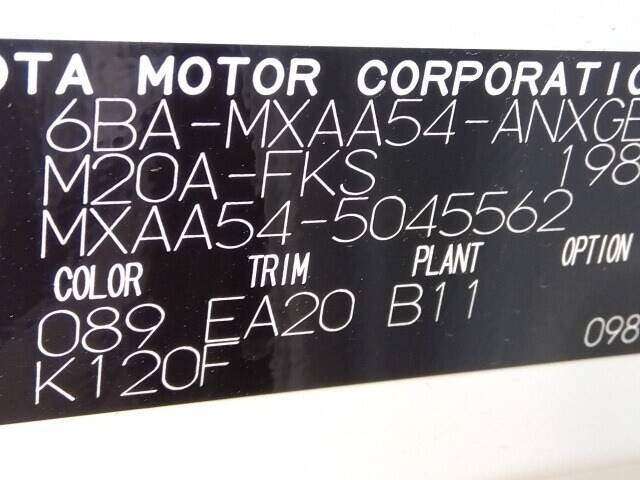 OTA MOTOR CORPORATIO
6BA-MXAA54-ANXGB
M20A-FKS 198
MXAA54-5045562
COLOR TRIM PLANT OPTION
089 EA20 B11 098
K120F